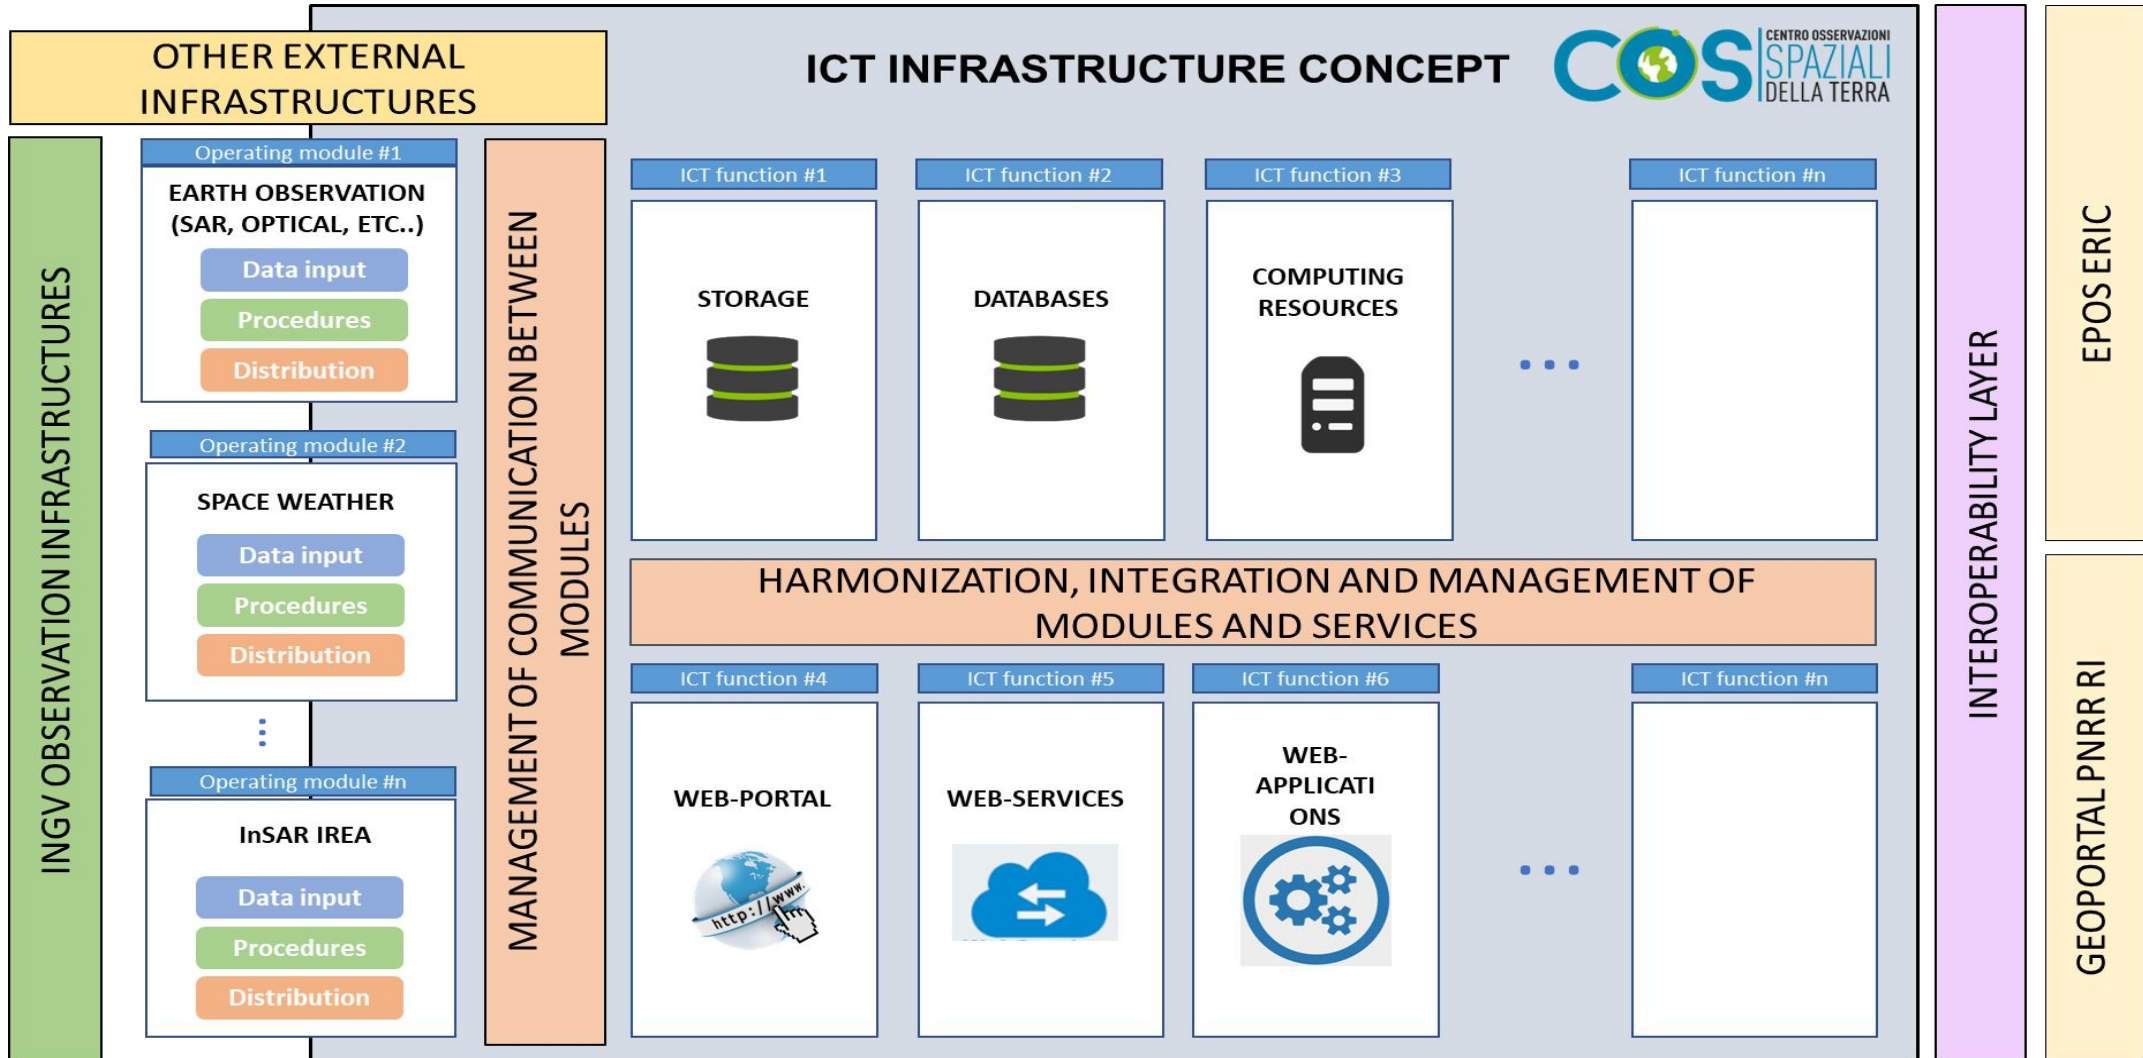 OTHER EXTERNAL
INFRASTRUCTURES
ICT INFRASTRUCTURE CONCEPT
COS
CENTRO OSSERVAZIONI
SPAZIALI
DELLA TERRA
INGV OBSERVATION INFRASTRUCTURES
Operating module #1
EARTH OBSERVATION
(SAR, OPTICAL, ETC..)
Data input
Procedures
Distribution
Operating module #2
SPACE WEATHER
Data input
Procedures
Distribution
Operating module #n
InSAR IREA
Data input
Procedures
Distribution
MANAGEMENT OF COMMUNICATION BETWEEN
MODULES
ICT function #1
STORAGE
ICT function #2
DATABASES
ICT function #3
COMPUTING
RESOURCES
...
ICT function #n
HARMONIZATION, INTEGRATION AND MANAGEMENT OF
MODULES AND SERVICES
ICT function #4
WEB-PORTAL
http://www.
ICT function #5
WEB-SERVICES
ICT function #6
WEB-
APPLICATI
ONS
...
ICT function #n
INTEROPERABILITY LAYER
EPOS ERIC
GEOPORTAL PNRR RI